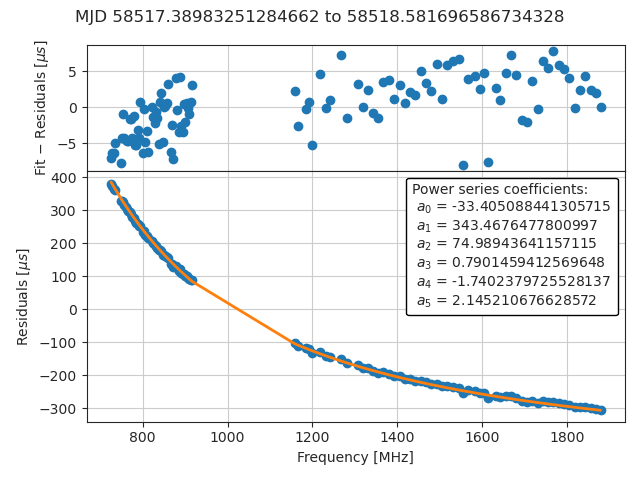 MJD 58517.38983251284662 to 58518.581696586734328
Fit − Residuals [μs]
5
0
−5
Residuals [μs]
400
300
200
100
0
−100
−200
−300
Power series coefficients:
a0 = -33.405088441305715
a1 = 343.4676477800997
a2 = 74.98943641157115
a3 = 0.7901459412569648
a4 = -1.7402379725528137
a5 = 2.145210676628572
800
1000
1200
1400
1600
1800
Frequency [MHz]